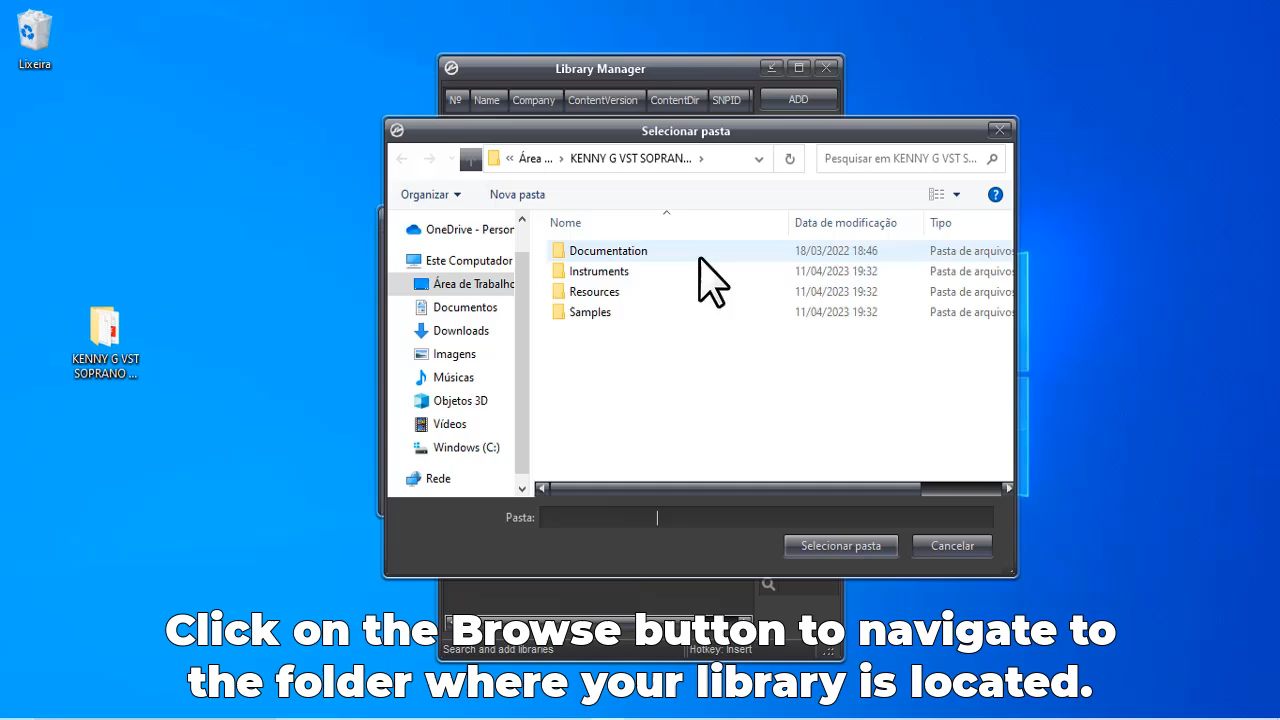 Lixeira
Library Manager
Nº Name Company ContentVersion ContentDir SNPID ADD
Selecionar pasta
« Área ... › KENNY G VST SOPRAN... ›
Pesquisar em KENNY G VST S...
Organizar Nova pasta
Nome Data de modificação Tipo
OneDrive - Person
Este Computador
Área de Trabalho
Documentos
Downloads
Imagens
Músicas
Objetos 3D
Vídeos
Windows (C:)
Rede
Documentation 18/03/2022 18:46 Pasta de arquivos
Instruments 11/04/2023 19:32 Pasta de arquivos
Resources 11/04/2023 19:32 Pasta de arquivos
Samples 11/04/2023 19:32 Pasta de arquivos
KENNY G VST
SOPRANO ...
Pasta:
Selecionar pasta Cancelar
Search and add libraries Hotkey: Insert
Click on the Browse button to navigate to
the folder where your library is located.